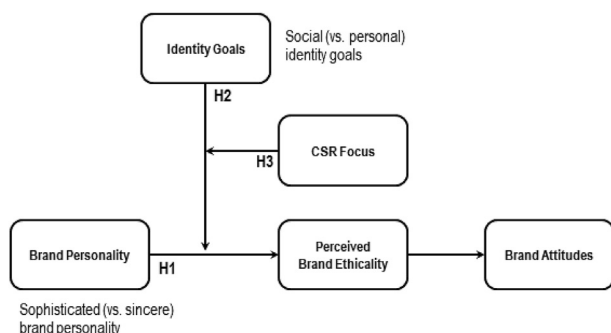 Identity Goals
Social (vs. personal)
identity goals
H2
CSR Focus
H3
Brand Personality
H1
Perceived
Brand Ethicality
Brand Attitudes
Sophisticated (vs. sincere)
brand personality